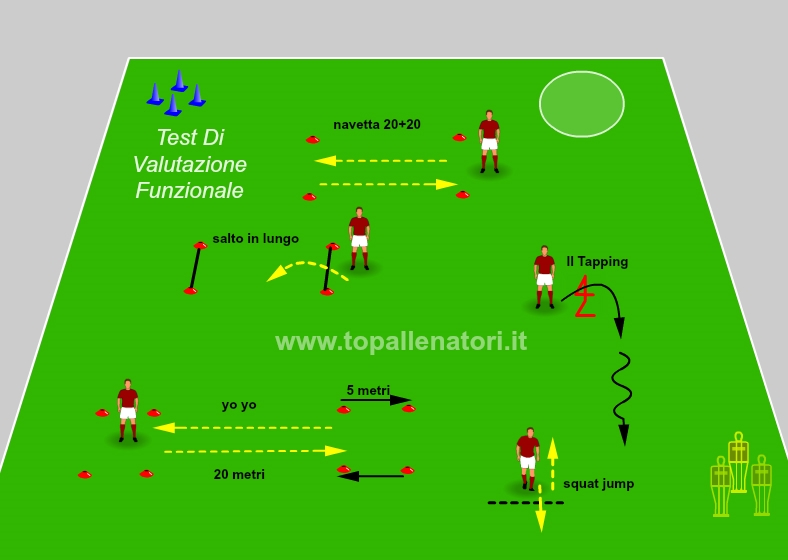 Test Di
Valutazione
Funzionale
navetta 20+20
salto in lungo
Il Tapping
www.topallenatori.it
5 metri
yo yo
20 metri
squat jump